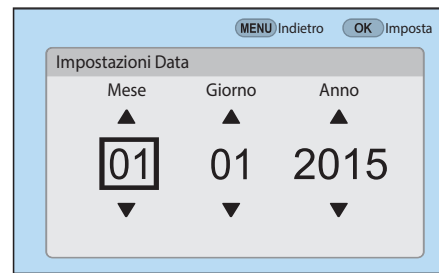 MENU Indietro OK Imposta
Impostazioni Data
Mese Giorno Anno
01 01 2015